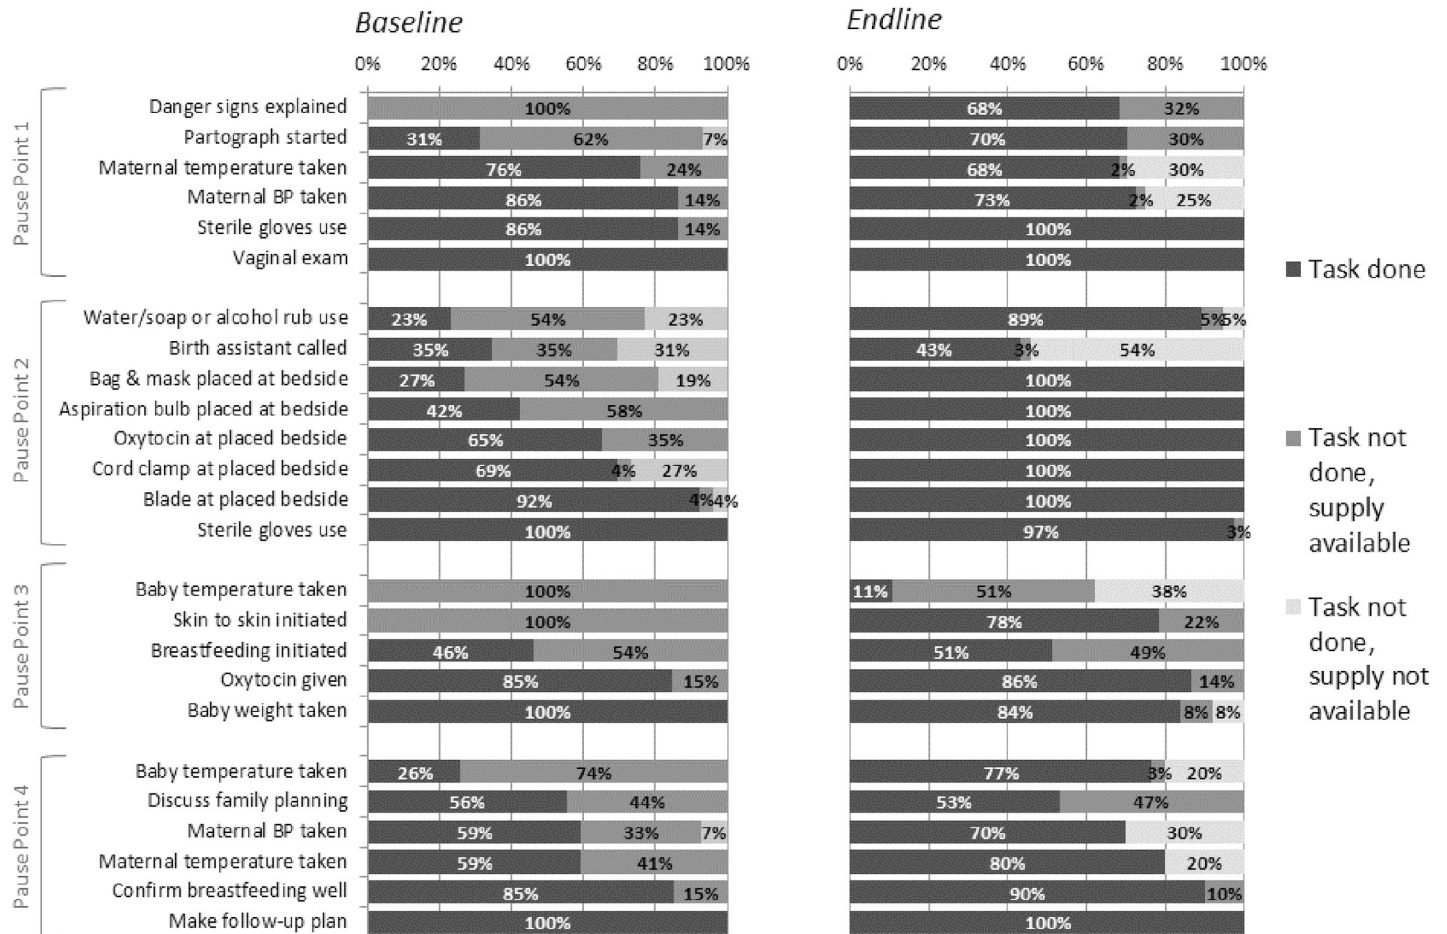 Baseline
Endline
0% 20% 40% 60% 80% 100%
0% 20% 40% 60% 80% 100%
Pause Point 1
Danger signs explained 100% 68% 32%
Partograph started 31% 62% 7% 70% 30%
Maternal temperature taken 76% 24% 68% 2% 30%
Maternal BP taken 86% 14% 73% 2% 25%
Sterile gloves use 86% 14% 100%
Vaginal exam 100% 100%
Pause Point 2
Water/soap or alcohol rub use 23% 54% 23% 89% 5% 5%
Birth assistant called 35% 35% 31% 43% 3% 54%
Bag & mask placed at bedside 27% 54% 19% 100%
Aspiration bulb placed at bedside 42% 58% 100%
Oxytocin at placed bedside 65% 35% 100%
Cord clamp at placed bedside 69% 4% 27% 100%
Blade at placed bedside 92% 4% 4% 100%
Sterile gloves use 100% 97% 3%
Pause Point 3
Baby temperature taken 100% 11% 51% 38%
Skin to skin initiated 100% 78% 22%
Breastfeeding initiated 46% 54% 51% 49%
Oxytocin given 85% 15% 86% 14%
Baby weight taken 100% 84% 8% 8%
Pause Point 4
Baby temperature taken 26% 74% 77% 3% 20%
Discuss family planning 56% 44% 53% 47%
Maternal BP taken 59% 33% 7% 70% 30%
Maternal temperature taken 59% 41% 80% 20%
Confirm breastfeeding well 85% 15% 90% 10%
Make follow-up plan 100% 100%
Task done
Task not
done,
supply
available
Task not
done,
supply not
available